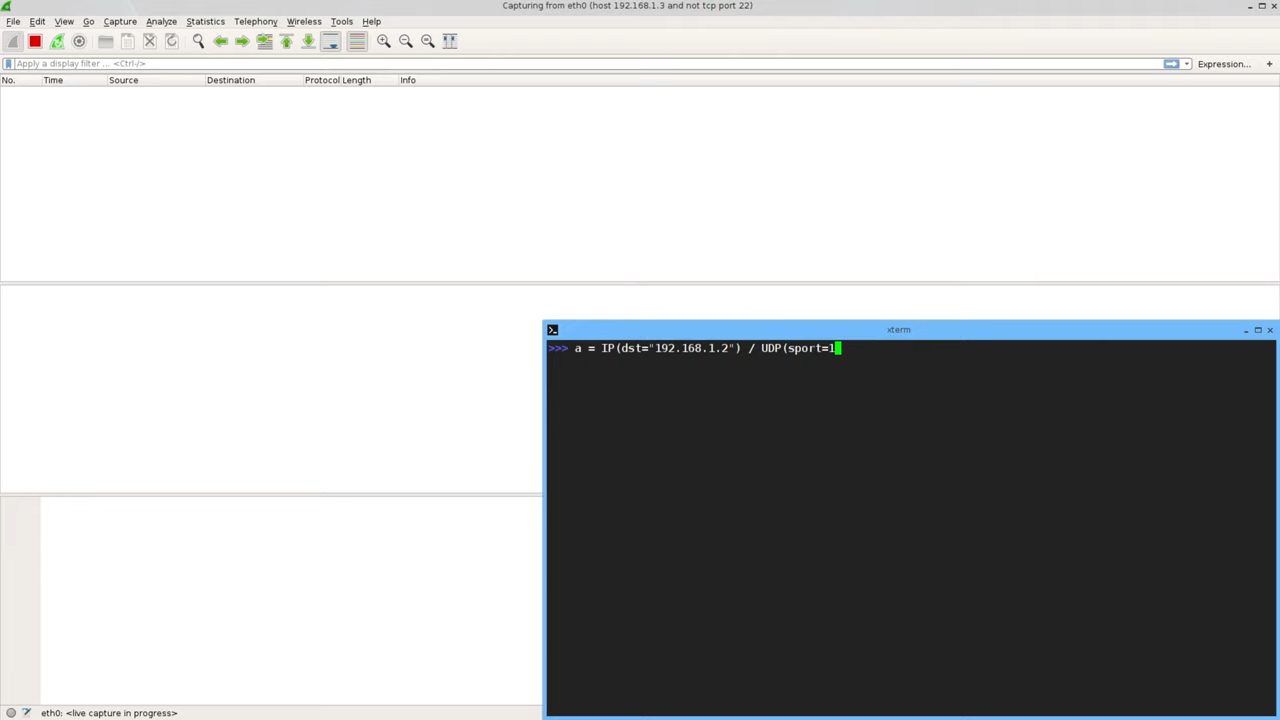 Capturing from eth0 (host 192.168.1.3 and not tcp port 22)
File Edit View Go Capture Analyze Statistics Telephony Wireless Tools Help
Apply a display filter ... <Ctrl-/>
Expression... +
No. Time Source Destination Protocol Length Info
xterm
>>> a = IP(dst="192.168.1.2") / UDP(sport=1
eth0: <live capture in progress>